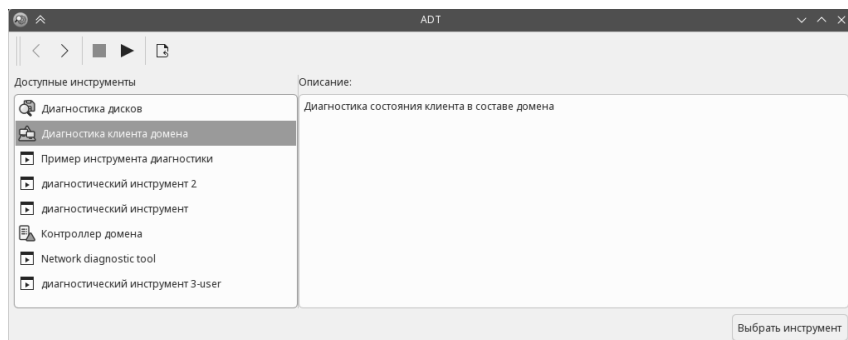 ADT
Доступные инструменты
Описание:
Диагностика дисков
Диагностика клиента домена
Пример инструмента диагностики
диагностический инструмент 2
диагностический инструмент
Контроллер домена
Network diagnostic tool
диагностический инструмент 3-user
Диагностика состояния клиента в составе домена
Выбрать инструмент